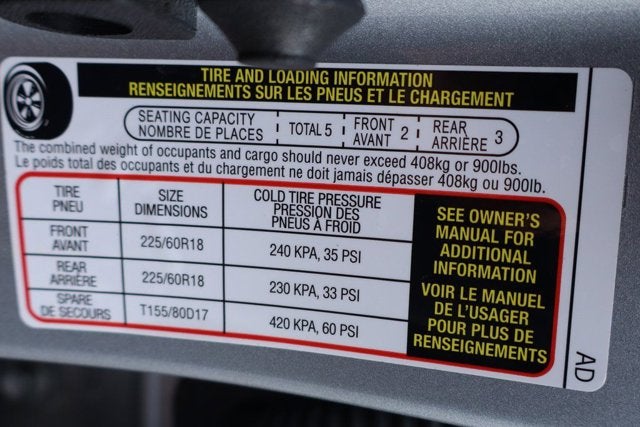 TIRE AND LOADING INFORMATION
RENSEIGNEMENTS SUR LES PNEUS ET LE CHARGEMENT
SEATING CAPACITY
NOMBRE DE PLACES
TOTAL 5
FRONT
AVANT 2
REAR
ARRIÈRE 3
The combined weight of occupants and cargo should never exceed 408kg or 900lbs.
Le poids total des occupants et du chargement ne doit jamais dépasser 408kg ou 900lb.
TIRE
PNEU
SIZE
DIMENSIONS
COLD TIRE PRESSURE
PRESSION DES
PNEUS À FROID
FRONT
AVANT
225/60R18
240 KPA, 35 PSI
REAR
ARRIÈRE
225/60R18
230 KPA, 33 PSI
SPARE
DE SECOURS
T155/80D17
420 KPA, 60 PSI
SEE OWNER'S
MANUAL FOR
ADDITIONAL
INFORMATION
VOIR LE MANUEL
DE L'USAGER
POUR PLUS DE
RENSEIGNEMENTS
AD